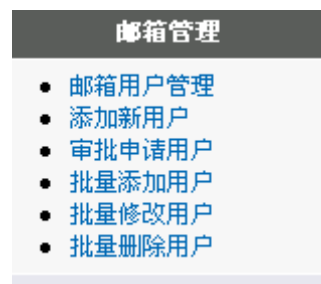 邮箱管理
邮箱用户管理
添加新用户
审批申请用户
批量添加用户
批量修改用户
批量删除用户